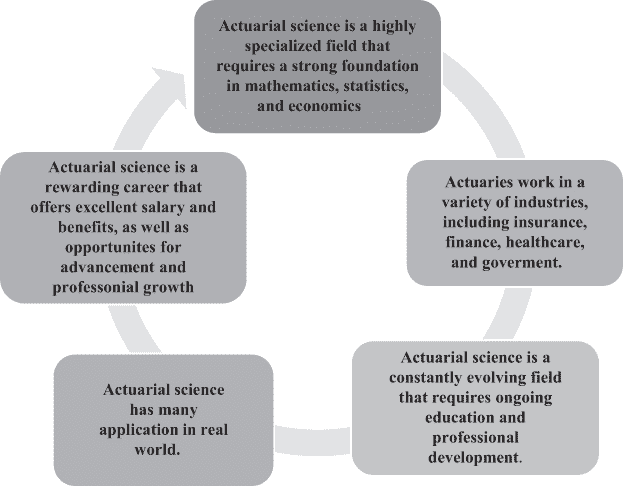 Actuarial science is a highly
specialized field that
requires a strong foundation
in mathematics, statistics,
and economics
Actuaries work in a
variety of industries,
including insurance,
finance, healthcare,
and goverment.
Actuarial science is a
constantly evolving field
that requires ongoing
education and
professional
development.
Actuarial science
has many
application in real
world.
Actuarial science is a
rewarding career that
offers excellent salary and
benefits, as well as
opportunites for
advancement and
professonial growth